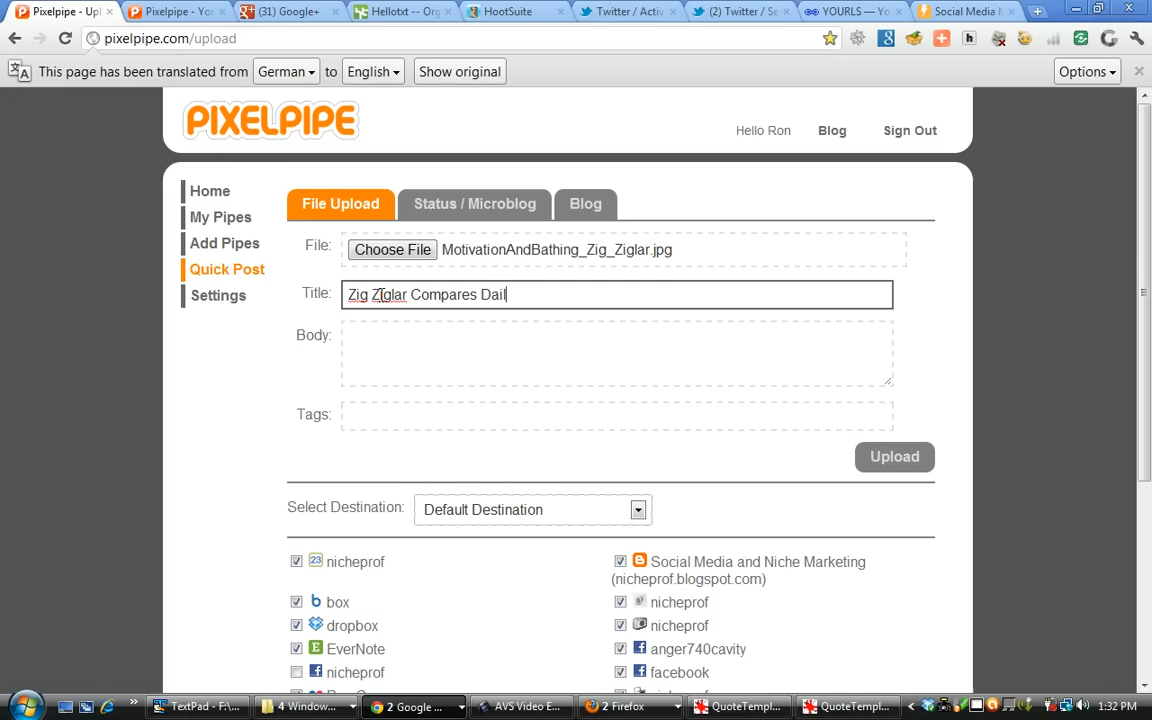 Pixelpipe - Upl
Pixelpipe - You
(31) Google+
Hellotxt -- Org
HootSuite
Twitter / Activ
(2) Twitter / Se
YOURLS — Yo
Social Media N
pixelpipe.com/upload
This page has been translated from German to English Show original Options
PIXELPIPE
Hello Ron Blog Sign Out
Home
My Pipes
Add Pipes
Quick Post
Settings
File Upload Status / Microblog Blog
File: Choose File MotivationAndBathing_Zig_Ziglar.jpg
Title: Zig Ziglar Compares Dail
Body:
Tags:
Upload
Select Destination: Default Destination
23 nicheprof
Social Media and Niche Marketing
(nicheprof.blogspot.com)
box
nicheprof
dropbox
nicheprof
EverNote
anger740cavity
nicheprof
facebook
TextPad - F:\...
4 Window...
2 Google ...
AVS Video E...
2 Firefox
QuoteTempl...
QuoteTempl...
1:32 PM